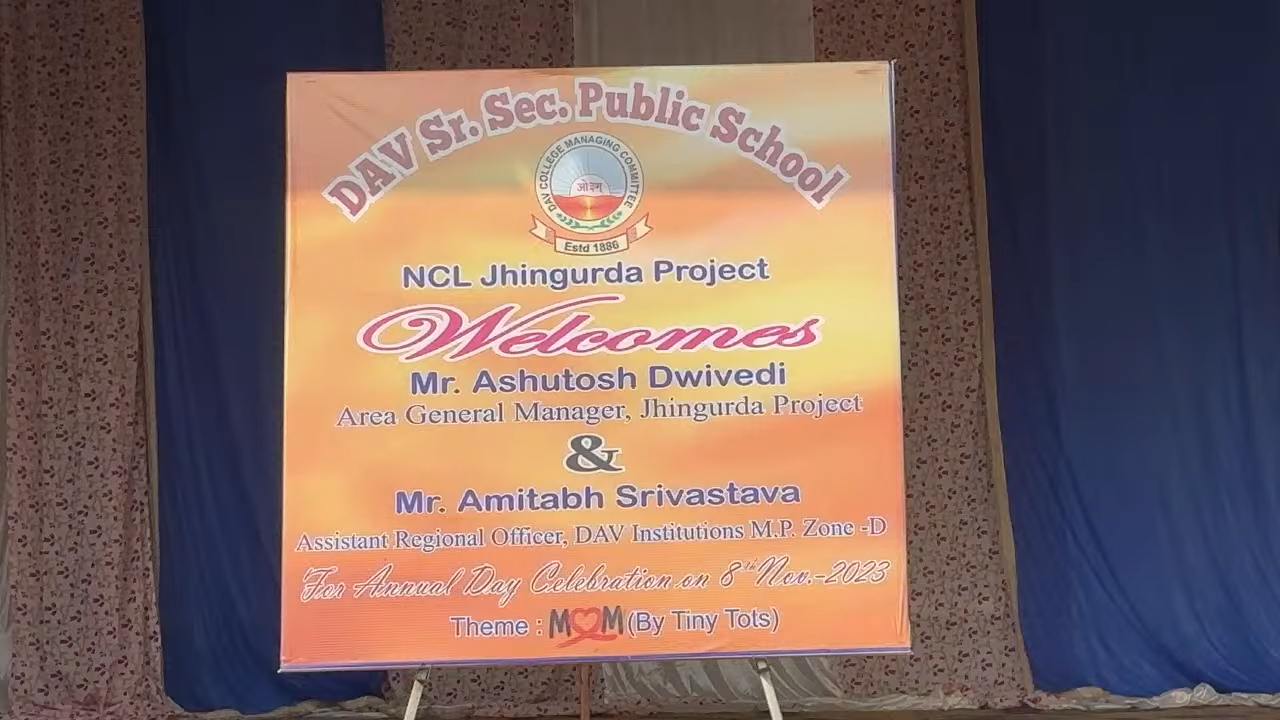 DAV Sr. Sec. Public School
DAV COLLEGE MANAGING COMMITTEE
ओ३म्
Estd 1886
NCL Jhingurda Project
Welcomes
Mr. Ashutosh Dwivedi
Area General Manager, Jhingurda Project
&
Mr. Amitabh Srivastava
Assistant Regional Officer, DAV Institutions M.P. Zone -D
For Annual Day Celebration on 8th Nov.-2023
Theme : MOM (By Tiny Tots)